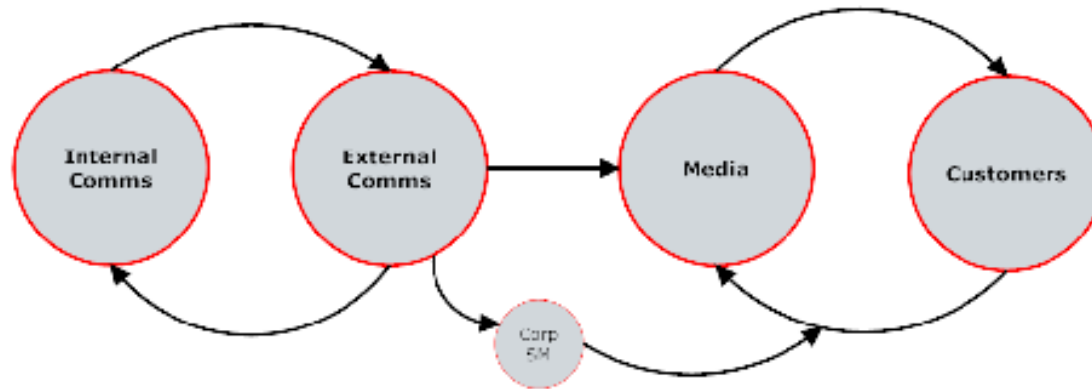 Internal
Comms
External
Comms
Media
Customers
Corp
SM